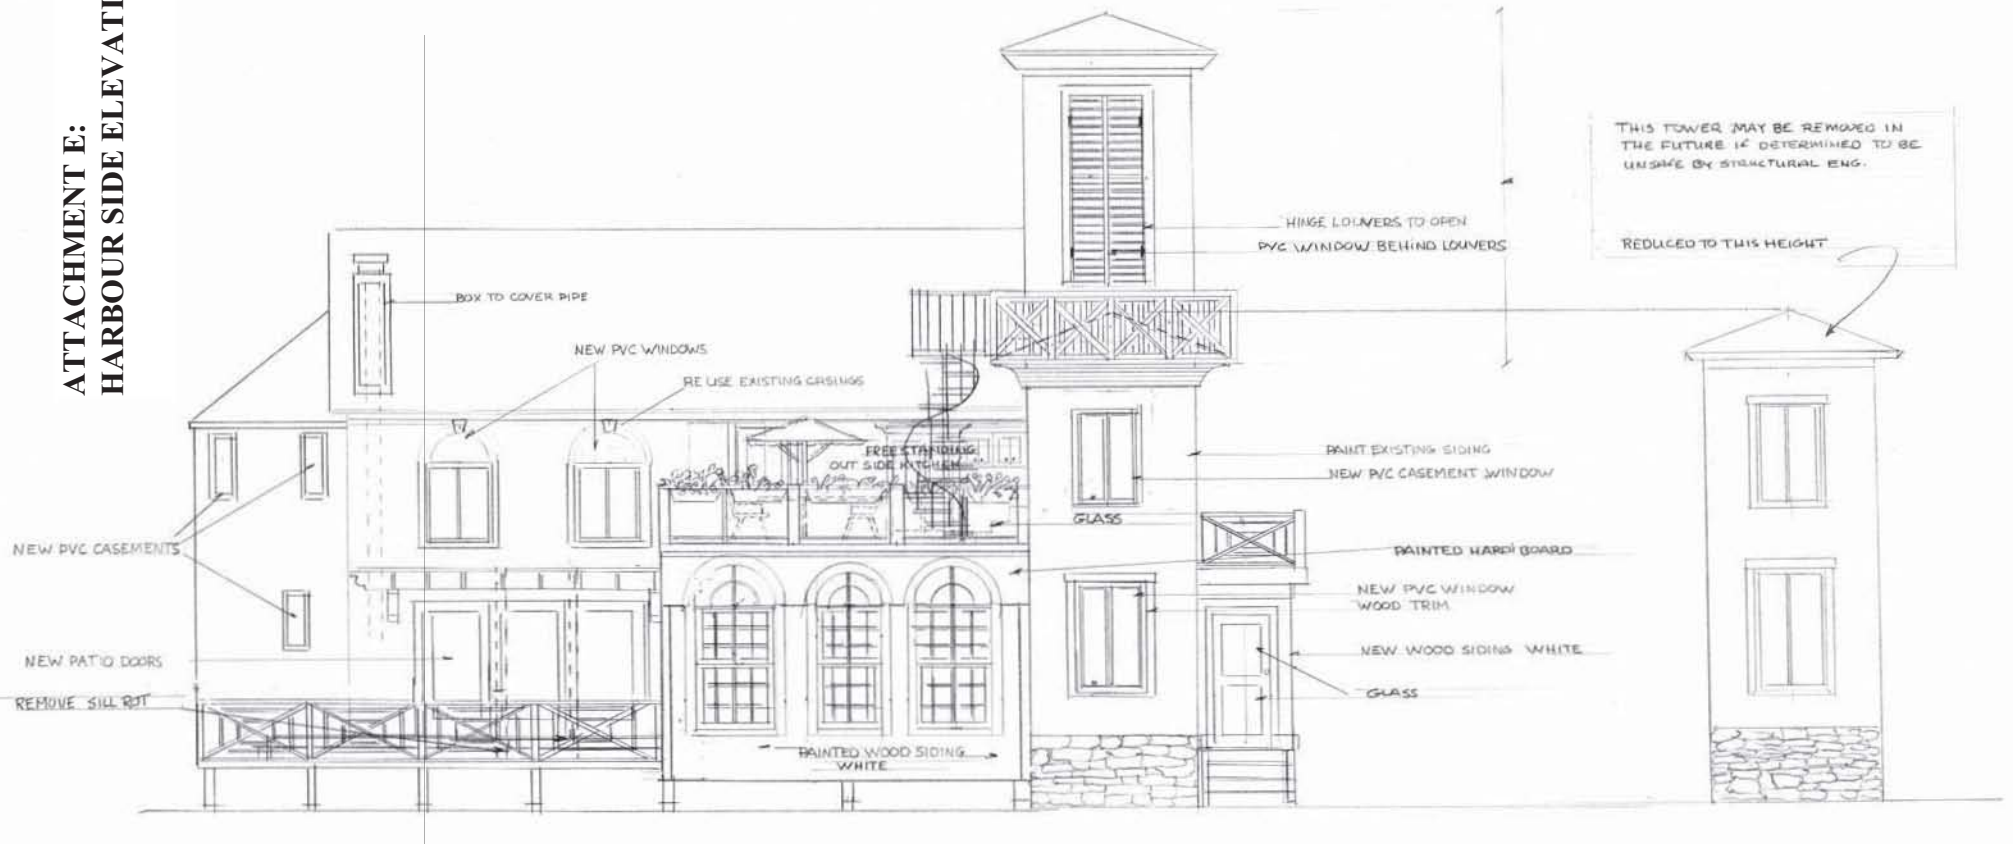 ATTACHMENT E:
HARBOUR SIDE ELEVATI
THIS TOWER MAY BE REMOVED IN
THE FUTURE IF DETERMINED TO BE
UNSAFE BY STRUCTURAL ENG.
REDUCED TO THIS HEIGHT
HINGE LOUVERS TO OPEN
PVC WINDOW BEHIND LOUVERS
BOX TO COVER PIPE
NEW PVC WINDOWS
RE USE EXISTING CASINGS
FREE STANDING
OUT SIDE KITCHEN
PAINT EXISTING SIDING
NEW PVC CASEMENT WINDOW
GLASS
NEW PVC CASEMENTS
PAINTED HARDI BOARD
NEW PVC WINDOW
WOOD TRIM
NEW WOOD SIDING WHITE
NEW PATIO DOORS
GLASS
REMOVE SILL ROT
PAINTED WOOD SIDING
WHITE